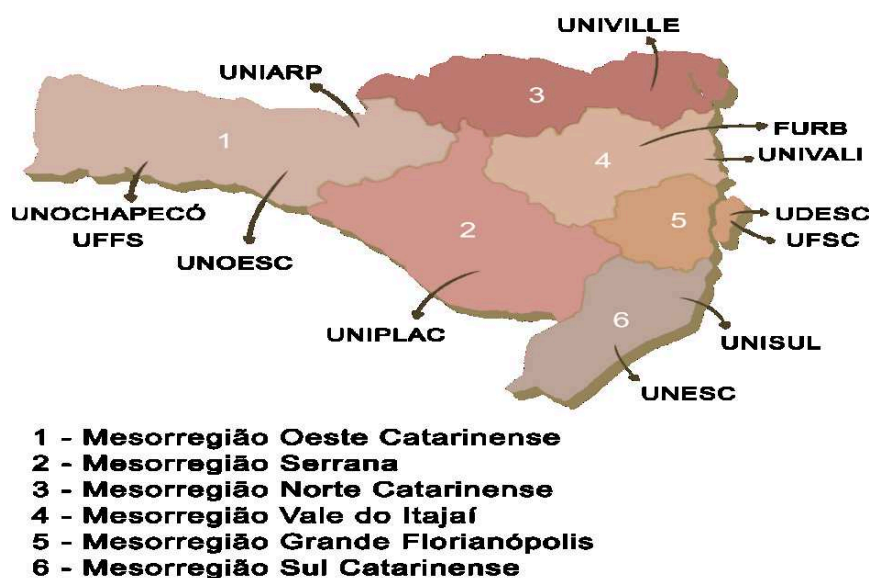 UNIVILLE
UNIARP
3
1
FURB
4
UNIVALI
UNOCHAPECÓ
UFFS
UDESC
2
5
UFSC
UNOESC
UNIPLAC
6
UNISUL
UNESC
1 - Mesorregião Oeste Catarinense
2 - Mesorregião Serrana
3 - Mesorregião Norte Catarinense
4 - Mesorregião Vale do Itajaí
5 - Mesorregião Grande Florianópolis
6 - Mesorregião Sul Catarinense